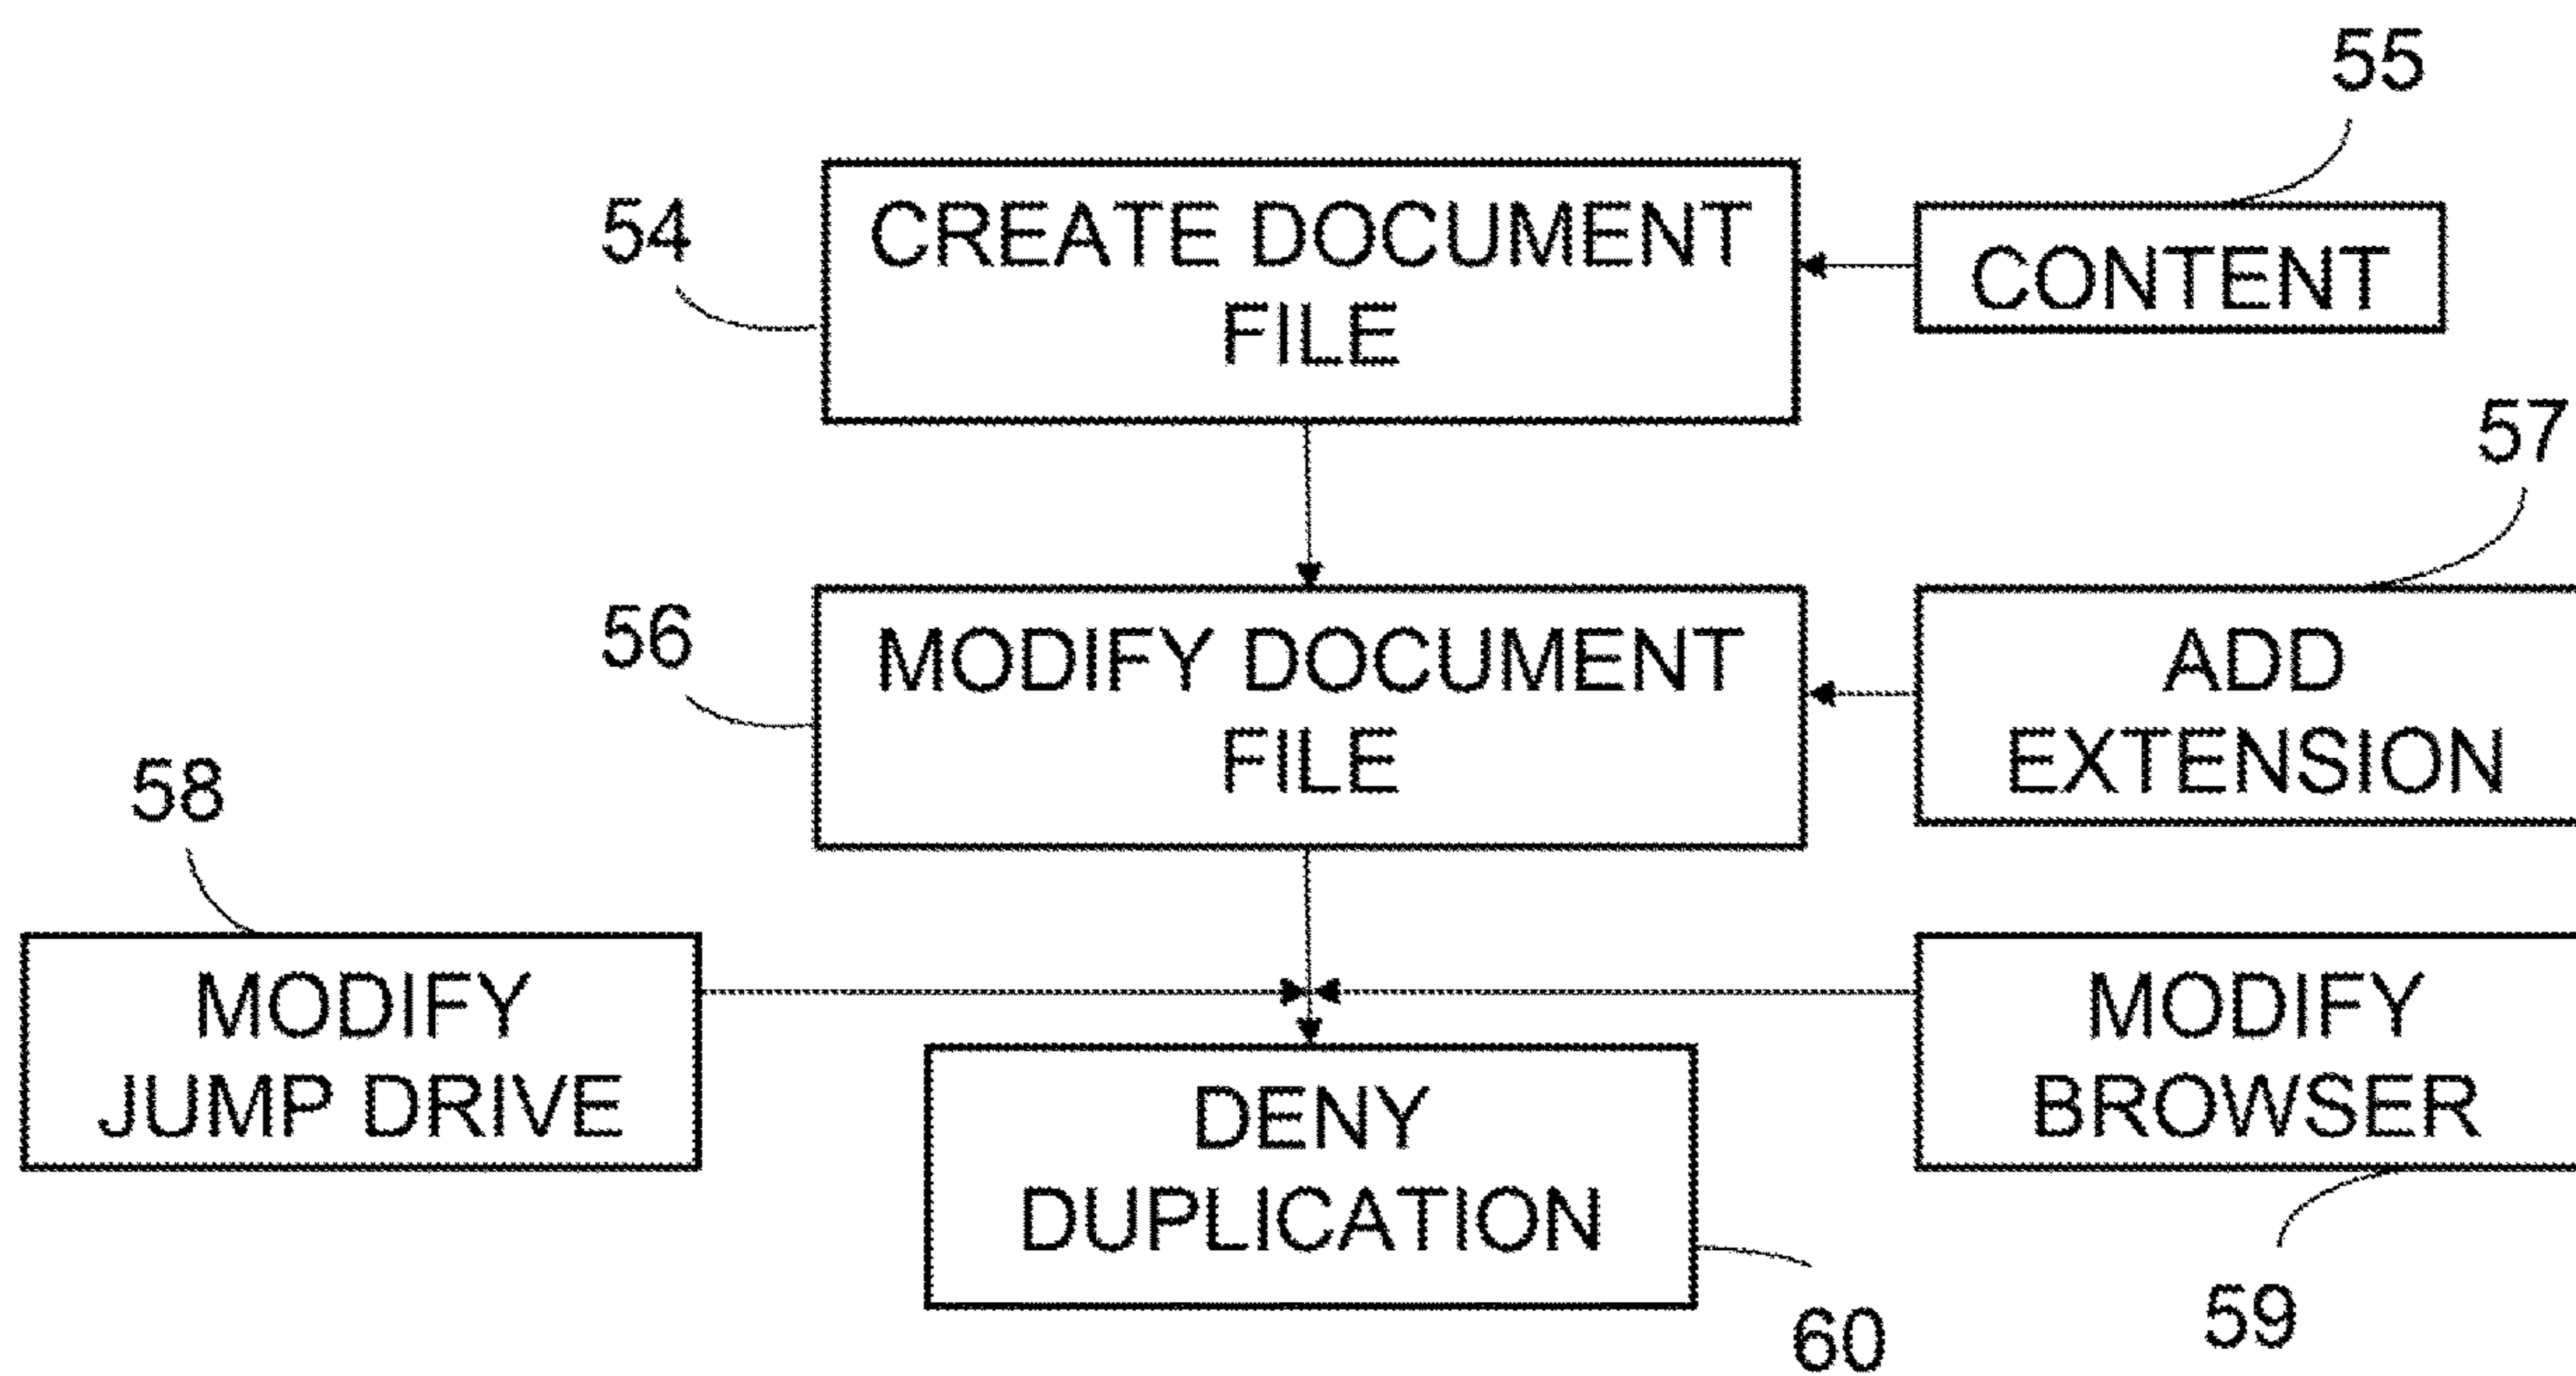 55
54
CREATE DOCUMENT
FILE
CONTENT
57
56
MODIFY DOCUMENT
FILE
ADD
EXTENSION
58
MODIFY
JUMP DRIVE
MODIFY
BROWSER
DENY
DUPLICATION
59
60